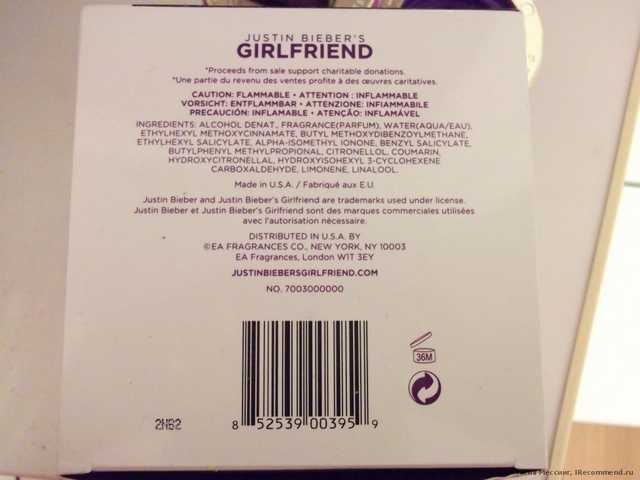 JUSTIN BIEBER'S
GIRLFRIEND
*Proceeds from sale support charitable donations.
*Une partie du revenu des ventes profite à des œuvres caritatives.
CAUTION: FLAMMABLE • ATTENTION : INFLAMMABLE
VORSICHT: ENTFLAMMBAR • ATTENZIONE: INFIAMMABILE
PRECAUCIÓN: INFLAMABLE • ATENÇÃO: INFLAMÁVEL
INGREDIENTS: ALCOHOL DENAT., FRAGRANCE(PARFUM), WATER(AQUA/EAU),
ETHYLHEXYL METHOXYCINNAMATE, BUTYL METHOXYDIBENZOYLMETHANE,
ETHYLHEXYL SALICYLATE, ALPHA-ISOMETHYL IONONE, BENZYL SALICYLATE,
BUTYLPHENYL METHYLPROPIONAL, CITRONELLOL, COUMARIN,
HYDROXYCITRONELLAL, HYDROXYISOHEXYL 3-CYCLOHEXENE
CARBOXALDEHYDE, LIMONENE, LINALOOL.
Made in U.S.A. / Fabriqué aux E.U.
Justin Bieber and Justin Bieber's Girlfriend are trademarks used under license.
Justin Bieber et Justin Bieber's Girlfriend sont des marques commerciales utilisées
avec l'autorisation nécessaire.
DISTRIBUTED IN U.S.A. BY
©EA FRAGRANCES CO., NEW YORK, NY 10003
EA Fragrances, London W1T 3EY
JUSTINBIEBERSGIRLFRIEND.COM
NO. 7003000000
36M
2HB2
8 52539 00395 9
Мессинг, IRecommend.ru